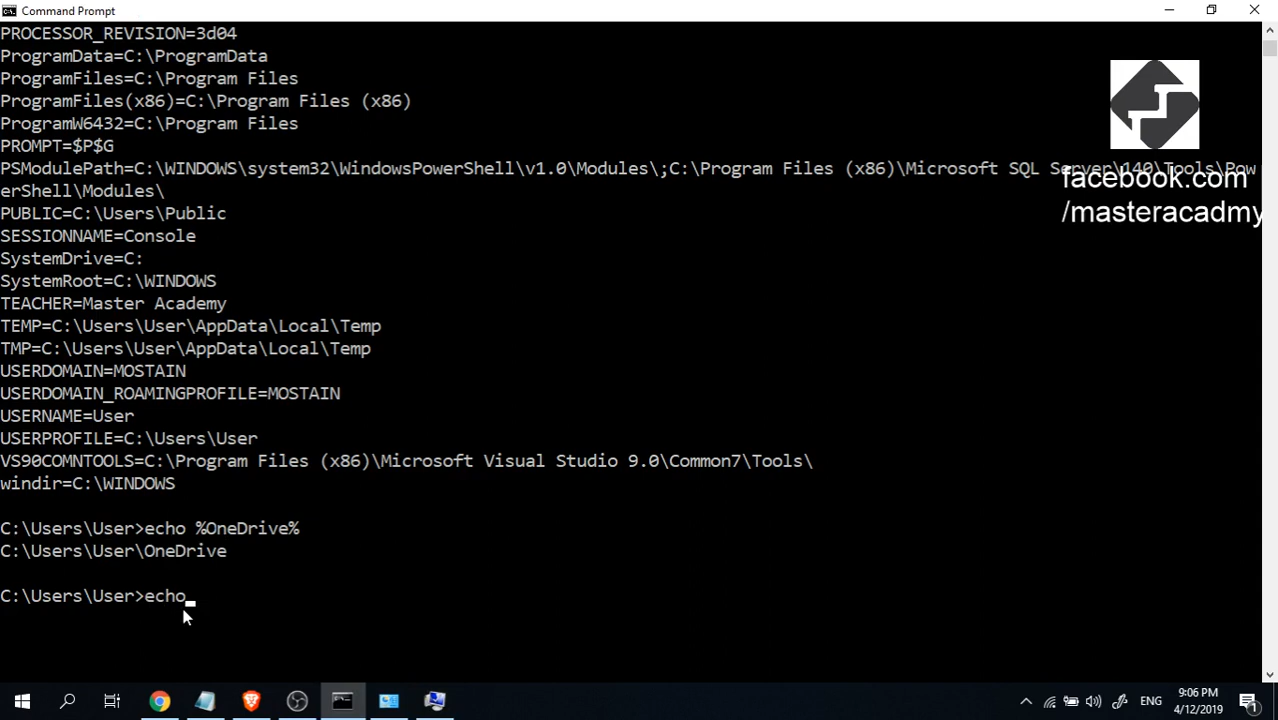 Command Prompt
PROCESSOR_REVISION=3d04
ProgramData=C:\ProgramData
ProgramFiles=C:\Program Files
ProgramFiles(x86)=C:\Program Files (x86)
ProgramW6432=C:\Program Files
PROMPT=$P$G
PSModulePath=C:\WINDOWS\system32\WindowsPowerShell\v1.0\Modules\;C:\Program Files (x86)\Microsoft SQL Server\140\Tools\Pow
erShell\Modules\
facebook.com
/masteracadmy
PUBLIC=C:\Users\Public
SESSIONNAME=Console
SystemDrive=C:
SystemRoot=C:\WINDOWS
TEACHER=Master Academy
TEMP=C:\Users\User\AppData\Local\Temp
TMP=C:\Users\User\AppData\Local\Temp
USERDOMAIN=MOSTAIN
USERDOMAIN_ROAMINGPROFILE=MOSTAIN
USERNAME=User
USERPROFILE=C:\Users\User
VS90COMNTOOLS=C:\Program Files (x86)\Microsoft Visual Studio 9.0\Common7\Tools\
windir=C:\WINDOWS
C:\Users\User>echo %OneDrive%
C:\Users\User\OneDrive
C:\Users\User>echo
ENG
9:06 PM
4/12/2019
1